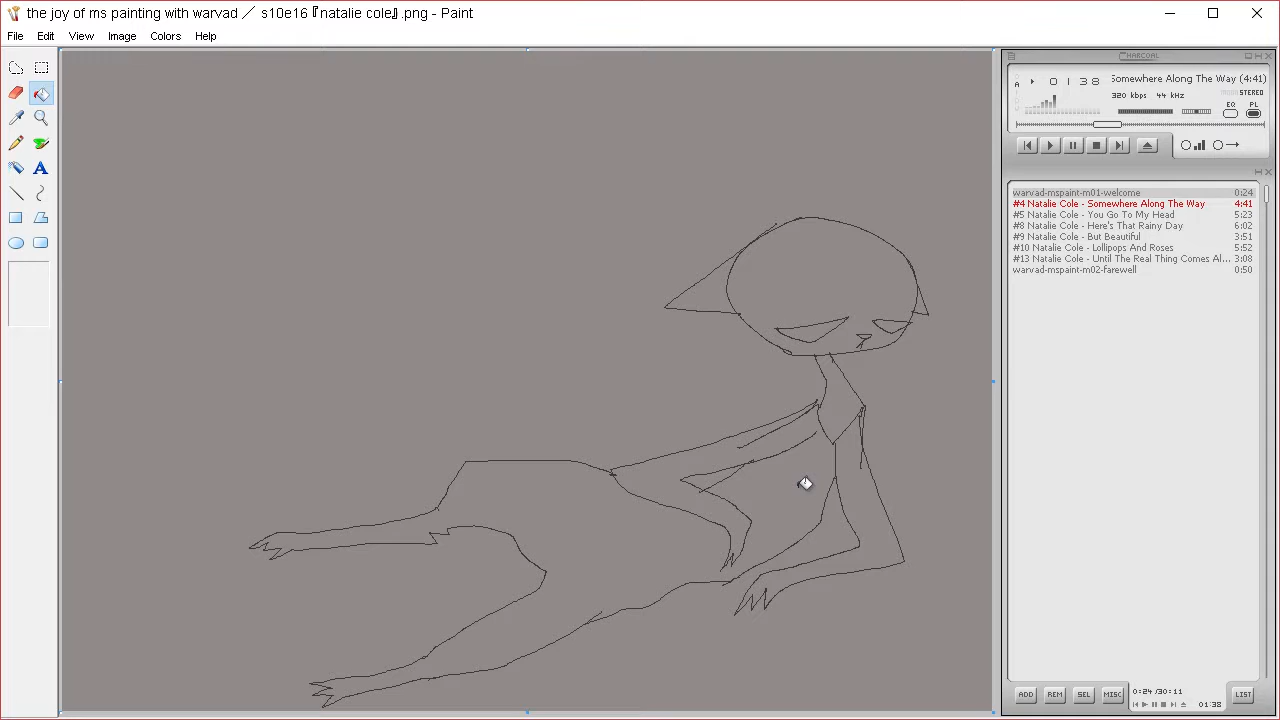 the joy of ms painting with warvad ／ s10e16『natalie cole』.png - Paint
File Edit View Image Colors Help
CHARCOAL
01 38
Somewhere Along The Way (4:41)
320 kbps 44 kHz STEREO
EQ PL
warvad-mspaint-m01-welcome 0:24
#4 Natalie Cole - Somewhere Along The Way 4:41
#5 Natalie Cole - You Go To My Head 5:23
#8 Natalie Cole - Here's That Rainy Day 6:02
#9 Natalie Cole - But Beautiful 3:51
#10 Natalie Cole - Lollipops And Roses 5:52
#13 Natalie Cole - Until The Real Thing Comes Al... 3:08
warvad-mspaint-m02-farewell 0:50
ADD REM SEL MISC 0:24/30:11 LIST
01:38